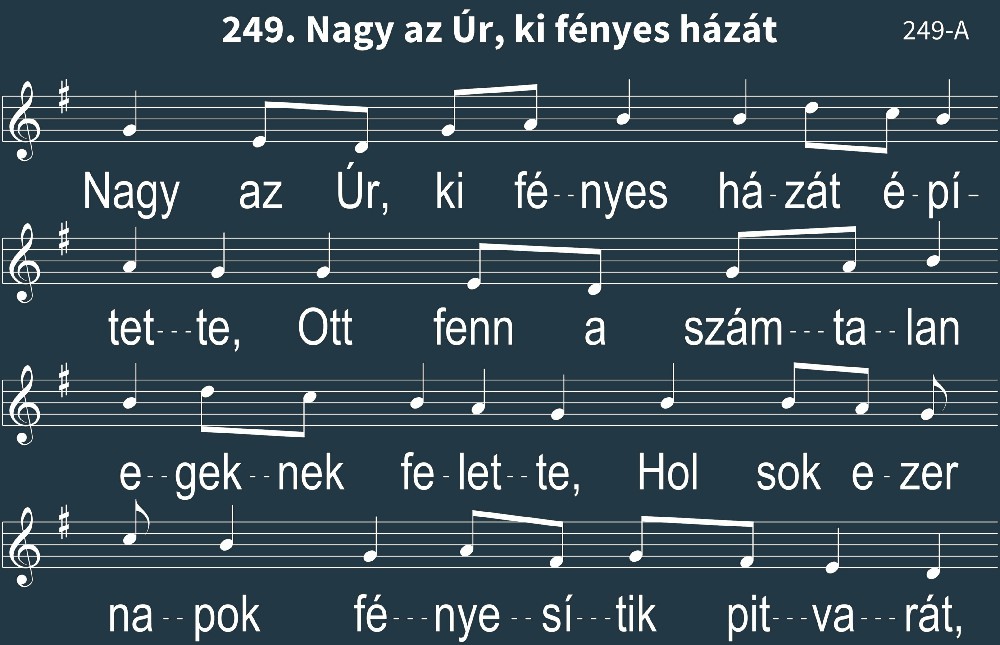 249. Nagy az Úr, ki fényes házát
249-A
Nagy az Úr, ki fé--nyes há-zát é-pí-
tet---te, Ott fenn a szám---ta--lan
e--gek--nek fe-let--te, Hol sok e-zer
na--pok fé---nye--sí---tik pit---va---rát,